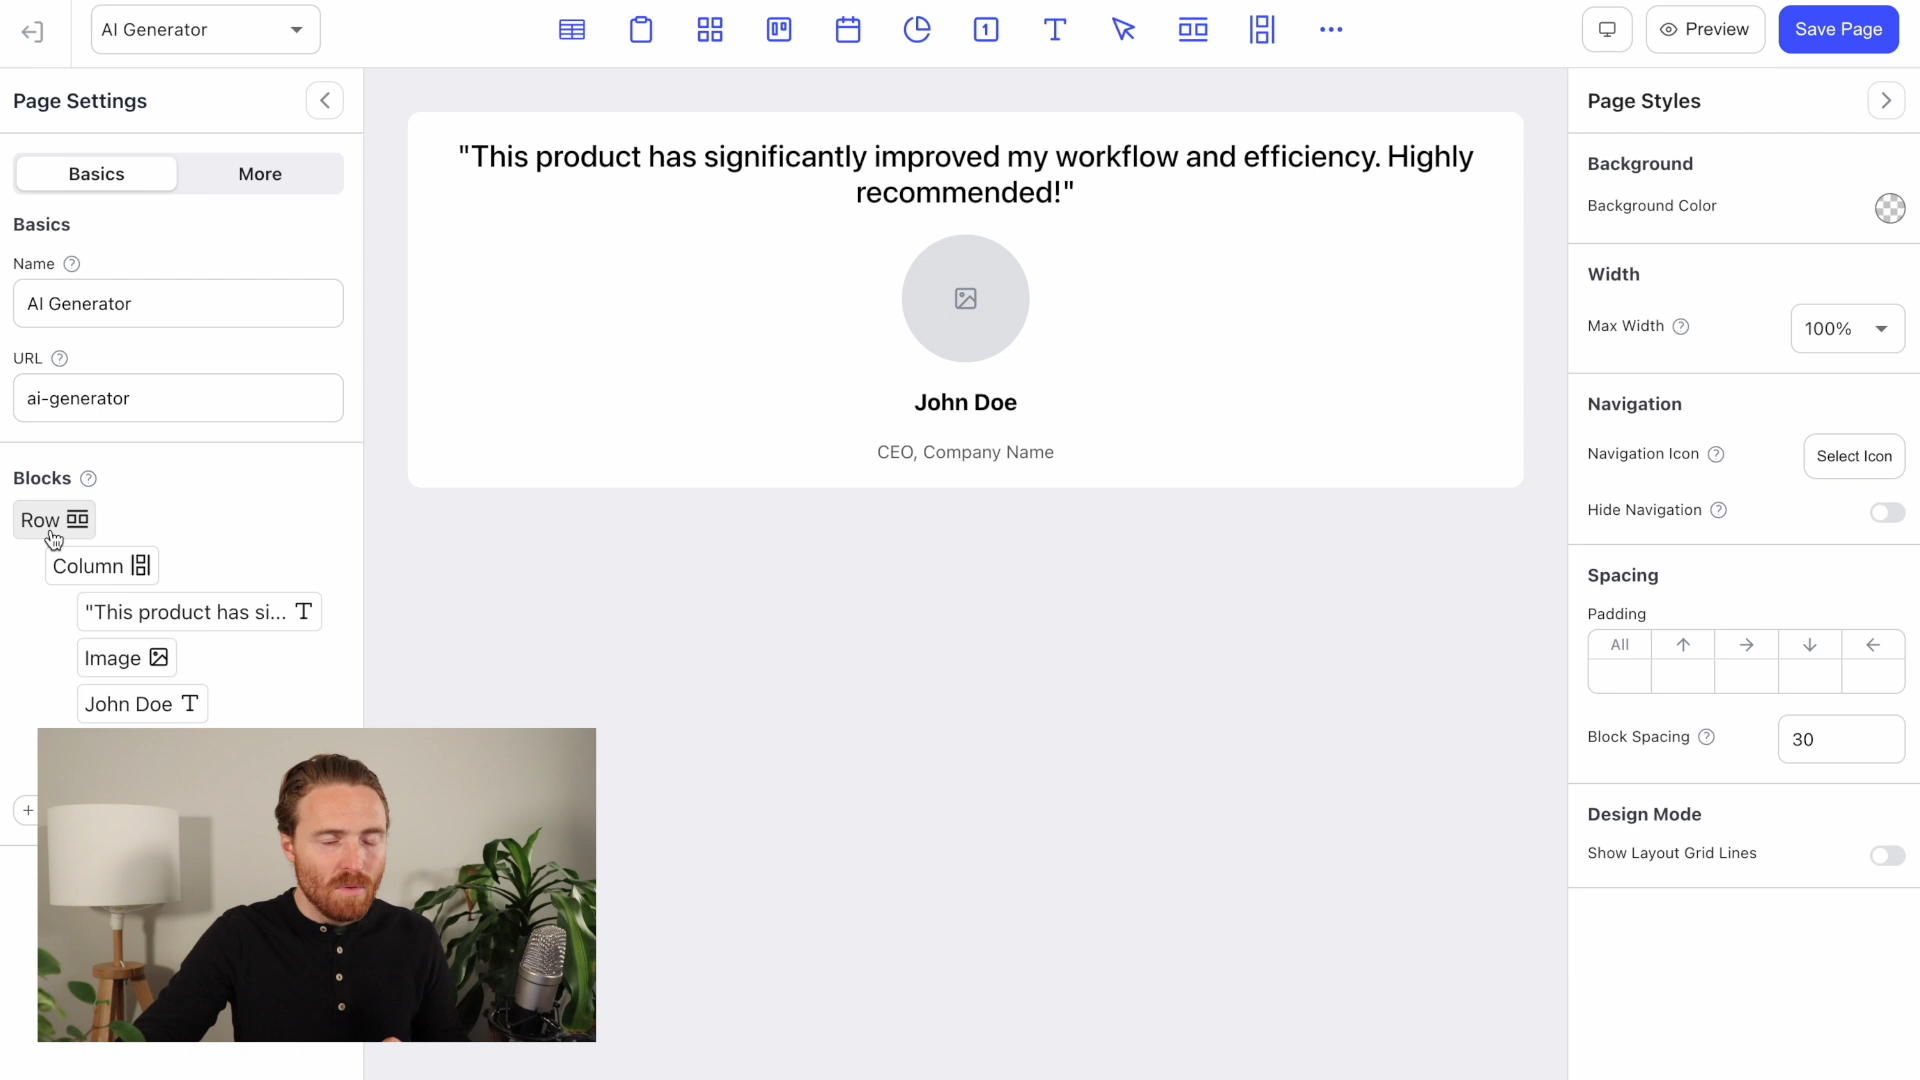 AI Generator
1
Preview
Save Page
Page Settings
Basics
More
Basics
Name
AI Generator
URL
ai-generator
Blocks
Row
Column
"This product has si...
Image
John Doe
"This product has significantly improved my workflow and efficiency. Highly
recommended!"
John Doe
CEO, Company Name
Page Styles
Background
Background Color
Width
Max Width
100%
Navigation
Navigation Icon
Select Icon
Hide Navigation
Spacing
Padding
All
Block Spacing
30
Design Mode
Show Layout Grid Lines